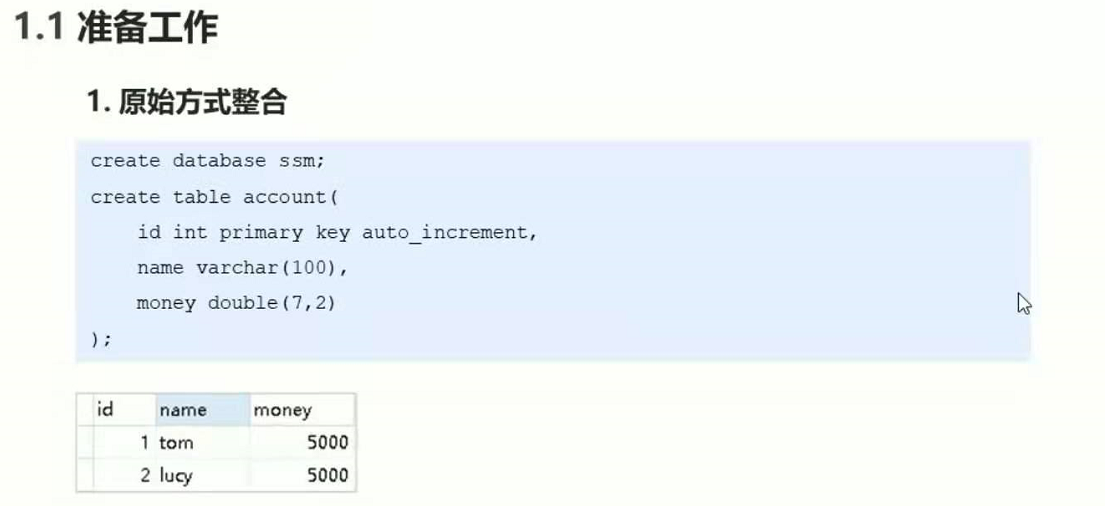 1.1 准备工作
1. 原始方式整合
create database ssm;
create table account(
    id int primary key auto_increment,
    name varchar(100),
    money double(7,2)
);
id name money
1 tom 5000
2 lucy 5000